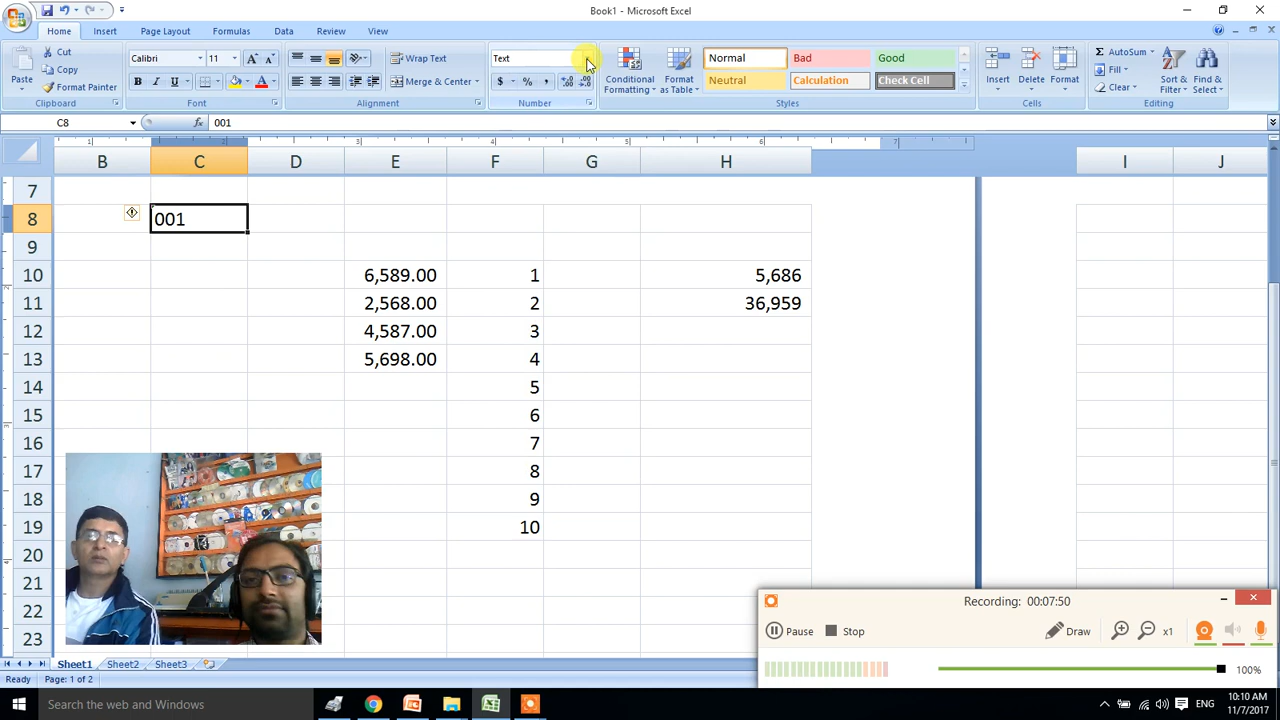 Book1 - Microsoft Excel
Home Insert Page Layout Formulas Data Review View
Paste Cut Copy Format Painter Clipboard
Calibri 11 A A B I U A Font
Wrap Text Merge & Center Alignment
Text $ % , Number
Conditional Formatting Format as Table Normal Bad Good Neutral Calculation Check Cell Styles
Insert Delete Format Cells
Σ AutoSum Fill Clear Sort & Filter Find & Select Editing
C8 fx 001
B C D E F G H I J
7
8 001
9
10 6,589.00 1 5,686
11 2,568.00 2 36,959
12 4,587.00 3
13 5,698.00 4
14 5
15 6
16 7
17 8
18 9
19 10
20
21
22
23
Recording: 00:07:50
Pause Stop Draw x1
100%
Sheet1 Sheet2 Sheet3
Ready Page: 1 of 2
Search the web and Windows
ENG 10:10 AM
11/7/2017